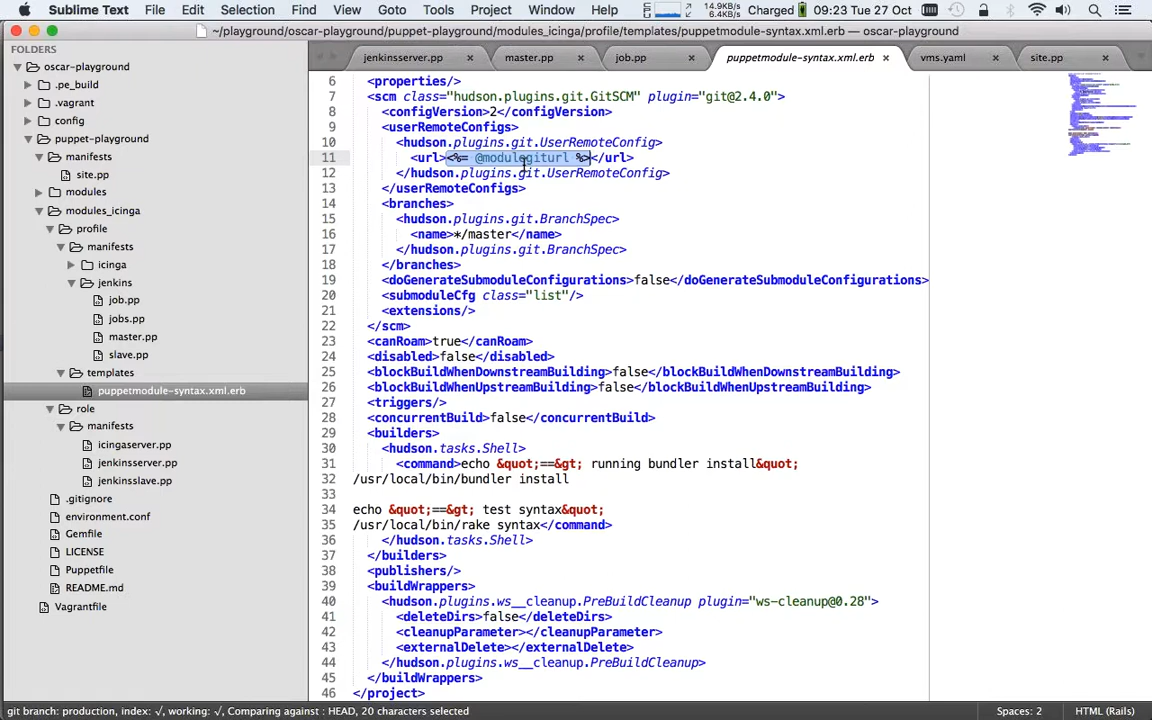 Sublime Text File Edit Selection Find View Goto Tools Project Window Help 14.9KB/s 6.4KB/s Charged 09:23 Tue 27 Oct
~/playground/oscar-playground/puppet-playground/modules_icinga/profile/templates/puppetmodule-syntax.xml.erb — oscar-playground
FOLDERS
oscar-playground
.pe_build
.vagrant
config
puppet-playground
manifests
site.pp
modules
modules_icinga
profile
manifests
icinga
jenkins
job.pp
jobs.pp
master.pp
slave.pp
templates
puppetmodule-syntax.xml.erb
role
manifests
icingaserver.pp
jenkinsserver.pp
jenkinsslave.pp
.gitignore
environment.conf
Gemfile
LICENSE
Puppetfile
README.md
Vagrantfile
jenkinsserver.pp × master.pp × job.pp × puppetmodule-syntax.xml.erb × vms.yaml × site.pp ×
6 <properties/>
7 <scm class="hudson.plugins.git.GitSCM" plugin="git@2.4.0">
8 <configVersion>2</configVersion>
9 <userRemoteConfigs>
10 <hudson.plugins.git.UserRemoteConfig>
11 <url><%= @modulegiturl %></url>
12 </hudson.plugins.git.UserRemoteConfig>
13 </userRemoteConfigs>
14 <branches>
15 <hudson.plugins.git.BranchSpec>
16 <name>*/master</name>
17 </hudson.plugins.git.BranchSpec>
18 </branches>
19 <doGenerateSubmoduleConfigurations>false</doGenerateSubmoduleConfigurations>
20 <submoduleCfg class="list"/>
21 <extensions/>
22 </scm>
23 <canRoam>true</canRoam>
24 <disabled>false</disabled>
25 <blockBuildWhenDownstreamBuilding>false</blockBuildWhenDownstreamBuilding>
26 <blockBuildWhenUpstreamBuilding>false</blockBuildWhenUpstreamBuilding>
27 <triggers/>
28 <concurrentBuild>false</concurrentBuild>
29 <builders>
30 <hudson.tasks.Shell>
31 <command>echo &quot;==&gt; running bundler install&quot;
32 /usr/local/bin/bundler install
33
34 echo &quot;==&gt; test syntax&quot;
35 /usr/local/bin/rake syntax</command>
36 </hudson.tasks.Shell>
37 </builders>
38 <publishers/>
39 <buildWrappers>
40 <hudson.plugins.ws__cleanup.PreBuildCleanup plugin="ws-cleanup@0.28">
41 <deleteDirs>false</deleteDirs>
42 <cleanupParameter></cleanupParameter>
43 <externalDelete></externalDelete>
44 </hudson.plugins.ws__cleanup.PreBuildCleanup>
45 </buildWrappers>
46 </project>
git branch: production, index: √, working: √, Comparing against : HEAD, 20 characters selected Spaces: 2 HTML (Rails)